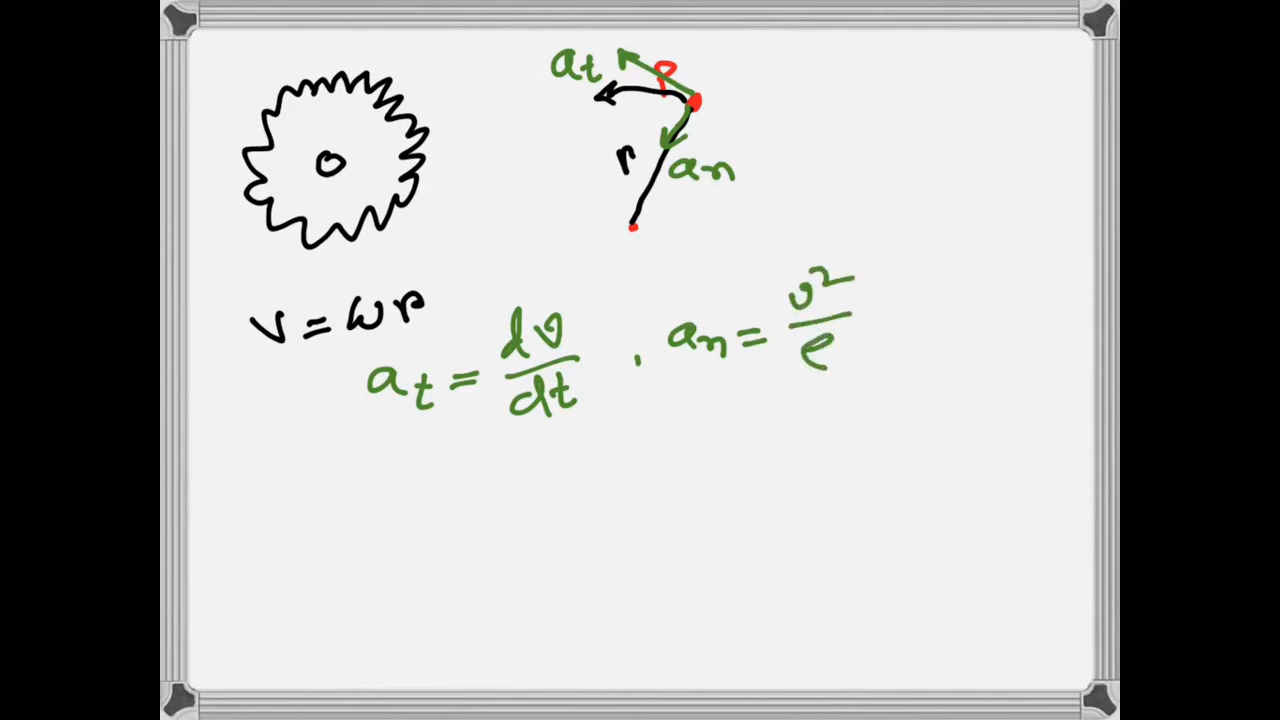 at P
r an
v = ωr
at = dv/dt , an = v²/ρ